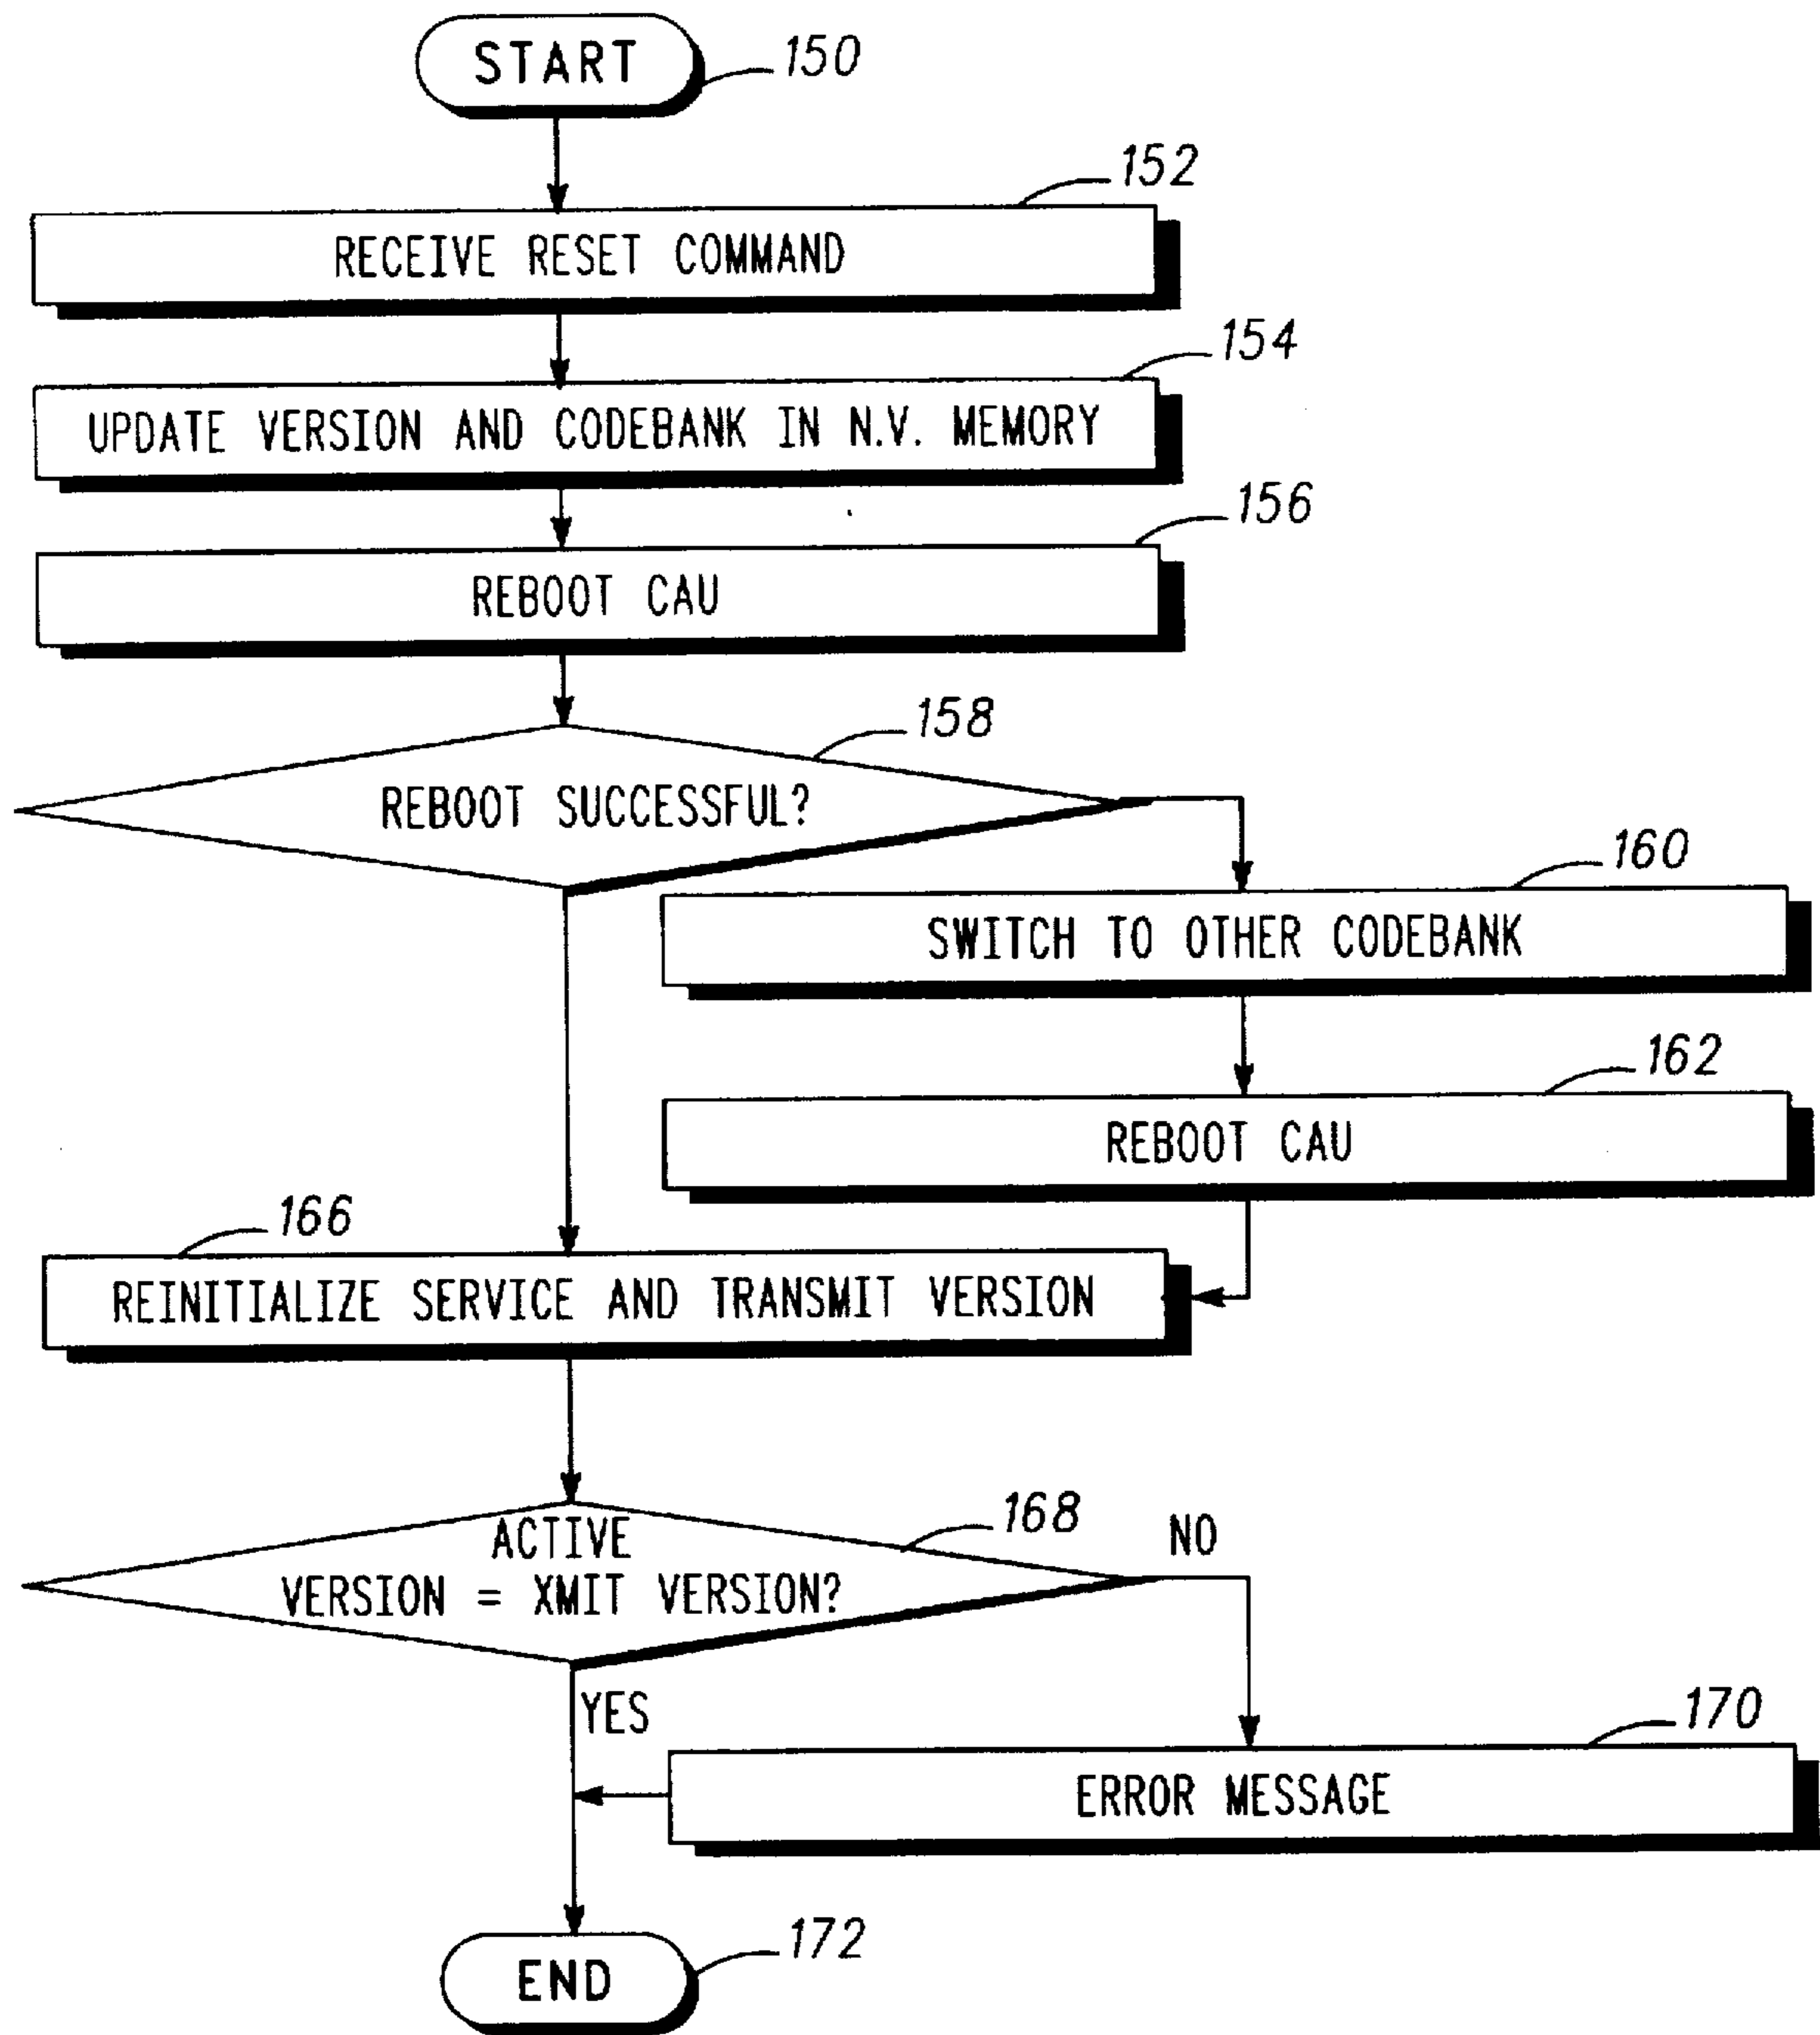 START
150
152
RECEIVE RESET COMMAND
154
UPDATE VERSION AND CODEBANK IN N.V. MEMORY
156
REBOOT CAU
158
REBOOT SUCCESSFUL?
160
SWITCH TO OTHER CODEBANK
162
REBOOT CAU
166
REINITIALIZE SERVICE AND TRANSMIT VERSION
168
ACTIVE
VERSION = XMIT VERSION?
NO
YES
170
ERROR MESSAGE
172
END